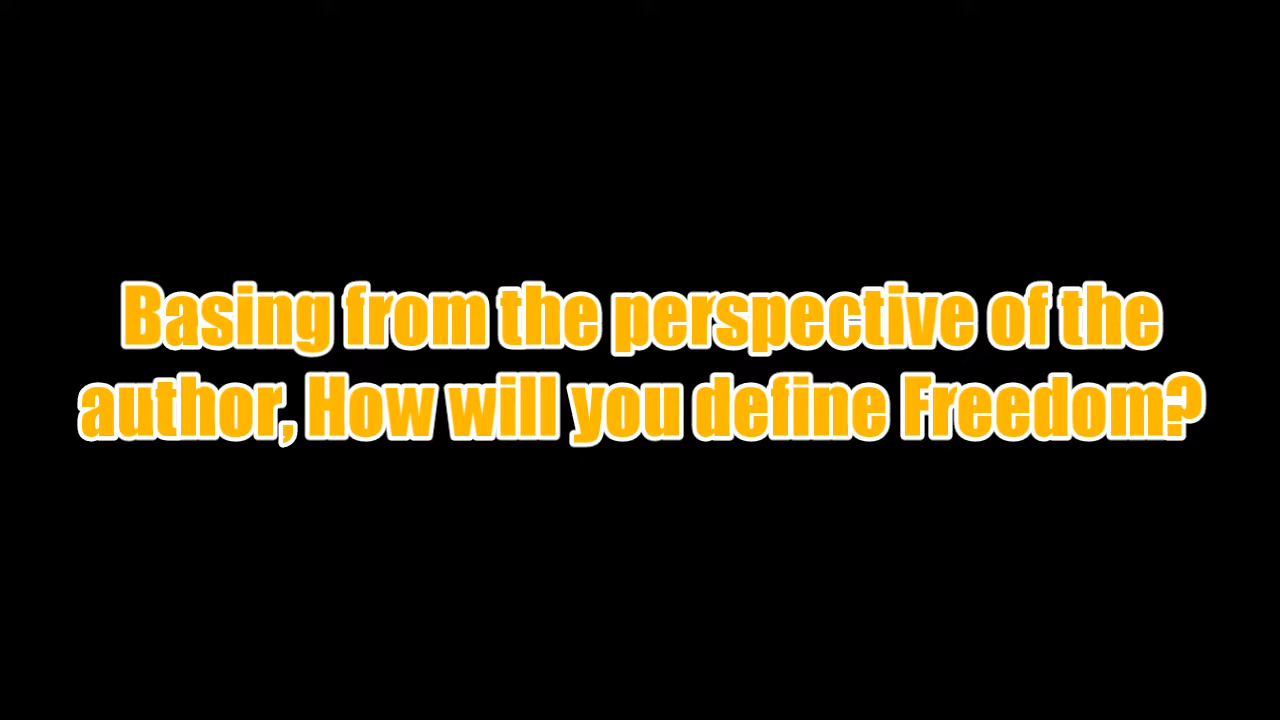 Basing from the perspective of the
author, How will you define Freedom?